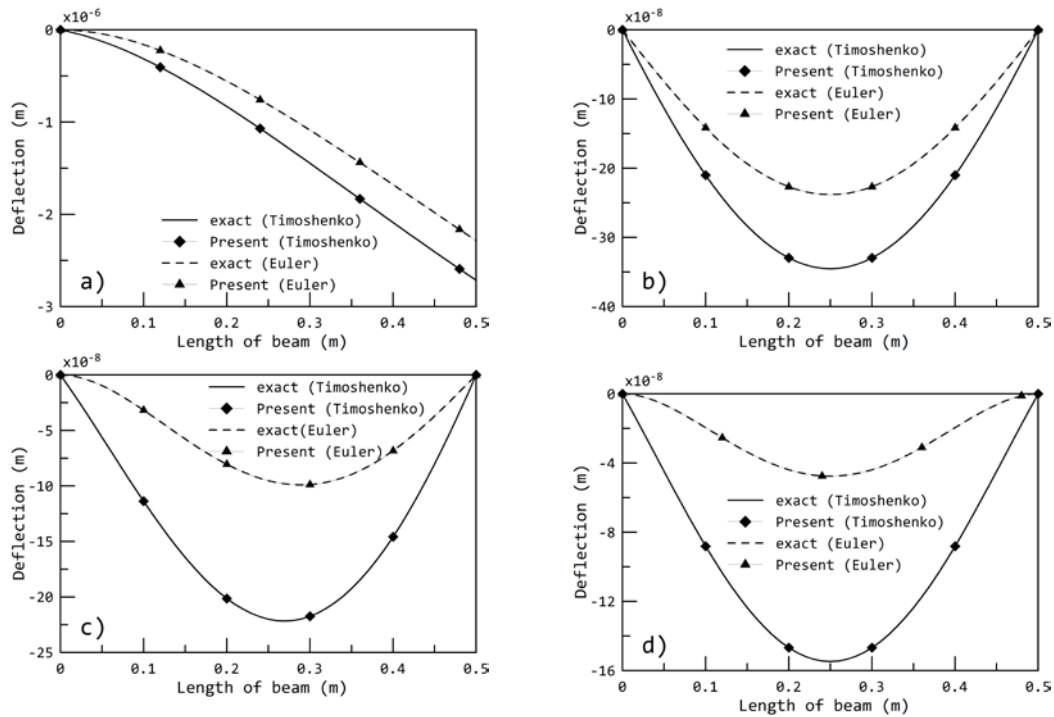 x10⁻⁶
0
-1
-2
-3
Deflection (m)
exact (Timoshenko)
Present (Timoshenko)
exact (Euler)
Present (Euler)
a)
0 0.1 0.2 0.3 0.4 0.5
Length of beam (m)
x10⁻⁸
0
-10
-20
-30
-40
Deflection (m)
exact (Timoshenko)
Present (Timoshenko)
exact (Euler)
Present (Euler)
b)
0 0.1 0.2 0.3 0.4 0.5
Length of beam (m)
x10⁻⁸
0
-5
-10
-15
-20
-25
Deflection (m)
exact (Timoshenko)
Present (Timoshenko)
exact(Euler)
Present (Euler)
c)
0 0.1 0.2 0.3 0.4 0.5
Length of beam (m)
x10⁻⁸
0
-4
-8
-12
-16
Deflection (m)
exact (Timoshenko)
Present (Timoshenko)
exact (Euler)
Present (Euler)
d)
0 0.1 0.2 0.3 0.4 0.5
Length of beam (m)